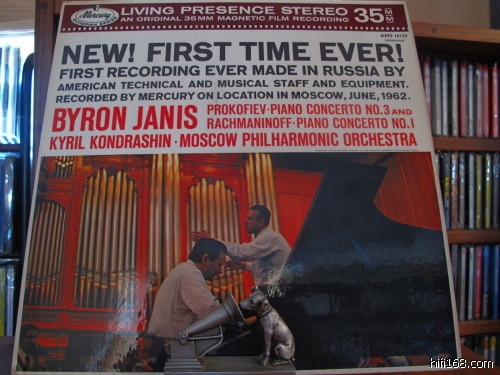 Mercury
LIVING PRESENCE STEREO
AN ORIGINAL 35MM MAGNETIC FILM RECORDING
35MM
NEW! FIRST TIME EVER!
FIRST RECORDING EVER MADE IN RUSSIA BY
AMERICAN TECHNICAL AND MUSICAL STAFF AND EQUIPMENT.
RECORDED BY MERCURY ON LOCATION IN MOSCOW, JUNE, 1962.
BYRON JANIS
PROKOFIEV·PIANO CONCERTO NO.3 AND
RACHMANINOFF·PIANO CONCERTO NO.1
KYRIL KONDRASHIN · MOSCOW PHILHARMONIC ORCHESTRA
hifi168.com